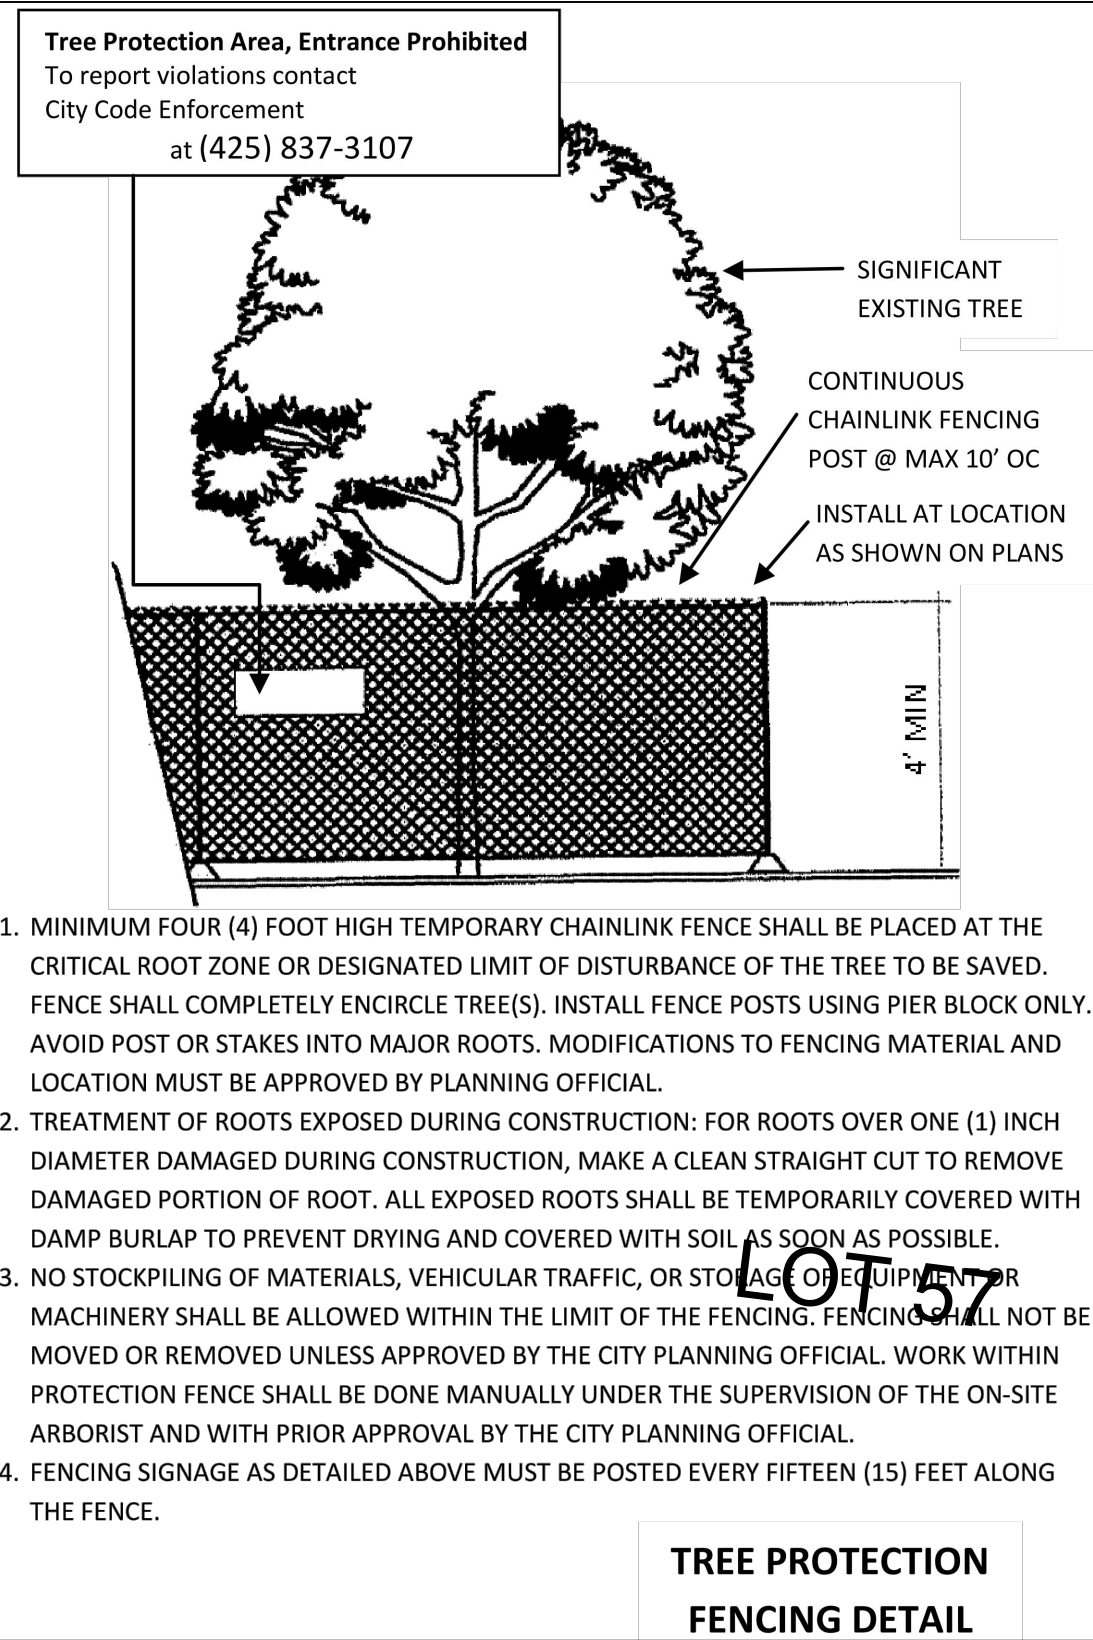 Tree Protection Area, Entrance Prohibited
To report violations contact
City Code Enforcement
at (425) 837-3107
SIGNIFICANT
EXISTING TREE
CONTINUOUS
CHAINLINK FENCING
POST @ MAX 10’ OC
INSTALL AT LOCATION
AS SHOWN ON PLANS
4' MIN
1. MINIMUM FOUR (4) FOOT HIGH TEMPORARY CHAINLINK FENCE SHALL BE PLACED AT THE
CRITICAL ROOT ZONE OR DESIGNATED LIMIT OF DISTURBANCE OF THE TREE TO BE SAVED.
FENCE SHALL COMPLETELY ENCIRCLE TREE(S). INSTALL FENCE POSTS USING PIER BLOCK ONLY.
AVOID POST OR STAKES INTO MAJOR ROOTS. MODIFICATIONS TO FENCING MATERIAL AND
LOCATION MUST BE APPROVED BY PLANNING OFFICIAL.
2. TREATMENT OF ROOTS EXPOSED DURING CONSTRUCTION: FOR ROOTS OVER ONE (1) INCH
DIAMETER DAMAGED DURING CONSTRUCTION, MAKE A CLEAN STRAIGHT CUT TO REMOVE
DAMAGED PORTION OF ROOT. ALL EXPOSED ROOTS SHALL BE TEMPORARILY COVERED WITH
DAMP BURLAP TO PREVENT DRYING AND COVERED WITH SOIL AS SOON AS POSSIBLE.
3. NO STOCKPILING OF MATERIALS, VEHICULAR TRAFFIC, OR STORAGE OF EQUIPMENT OR
MACHINERY SHALL BE ALLOWED WITHIN THE LIMIT OF THE FENCING. FENCING SHALL NOT BE
MOVED OR REMOVED UNLESS APPROVED BY THE CITY PLANNING OFFICIAL. WORK WITHIN
PROTECTION FENCE SHALL BE DONE MANUALLY UNDER THE SUPERVISION OF THE ON-SITE
ARBORIST AND WITH PRIOR APPROVAL BY THE CITY PLANNING OFFICIAL.
4. FENCING SIGNAGE AS DETAILED ABOVE MUST BE POSTED EVERY FIFTEEN (15) FEET ALONG
THE FENCE.
LOT 57
TREE PROTECTION
FENCING DETAIL